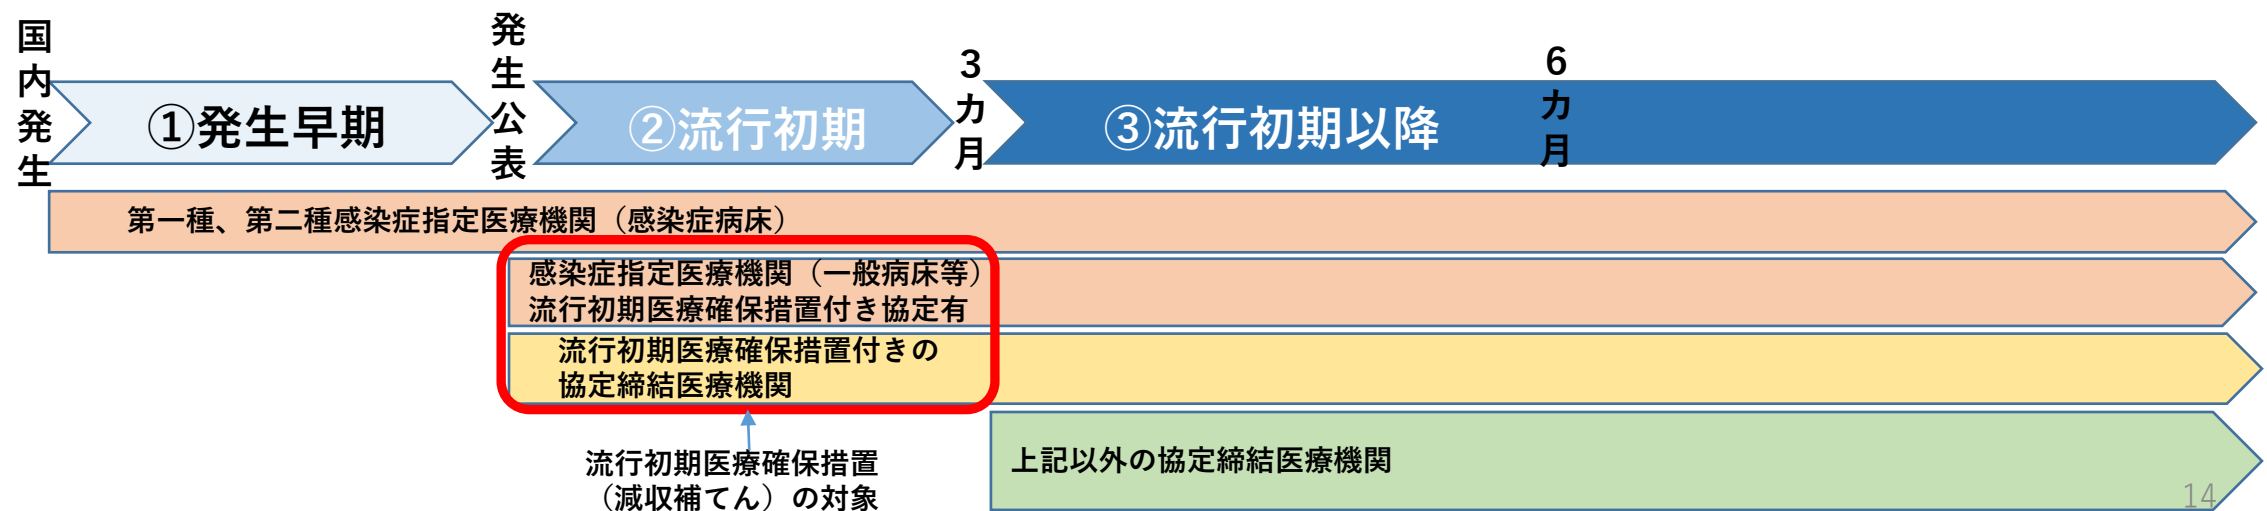 国内発生
発生公表
3カ月
6カ月
①発生早期
②流行初期
③流行初期以降
第一種、第二種感染症指定医療機関（感染症病床）
感染症指定医療機関（一般病床等）
流行初期医療確保措置付き協定有
流行初期医療確保措置付きの
協定締結医療機関
流行初期医療確保措置
（減収補てん）の対象
上記以外の協定締結医療機関
14